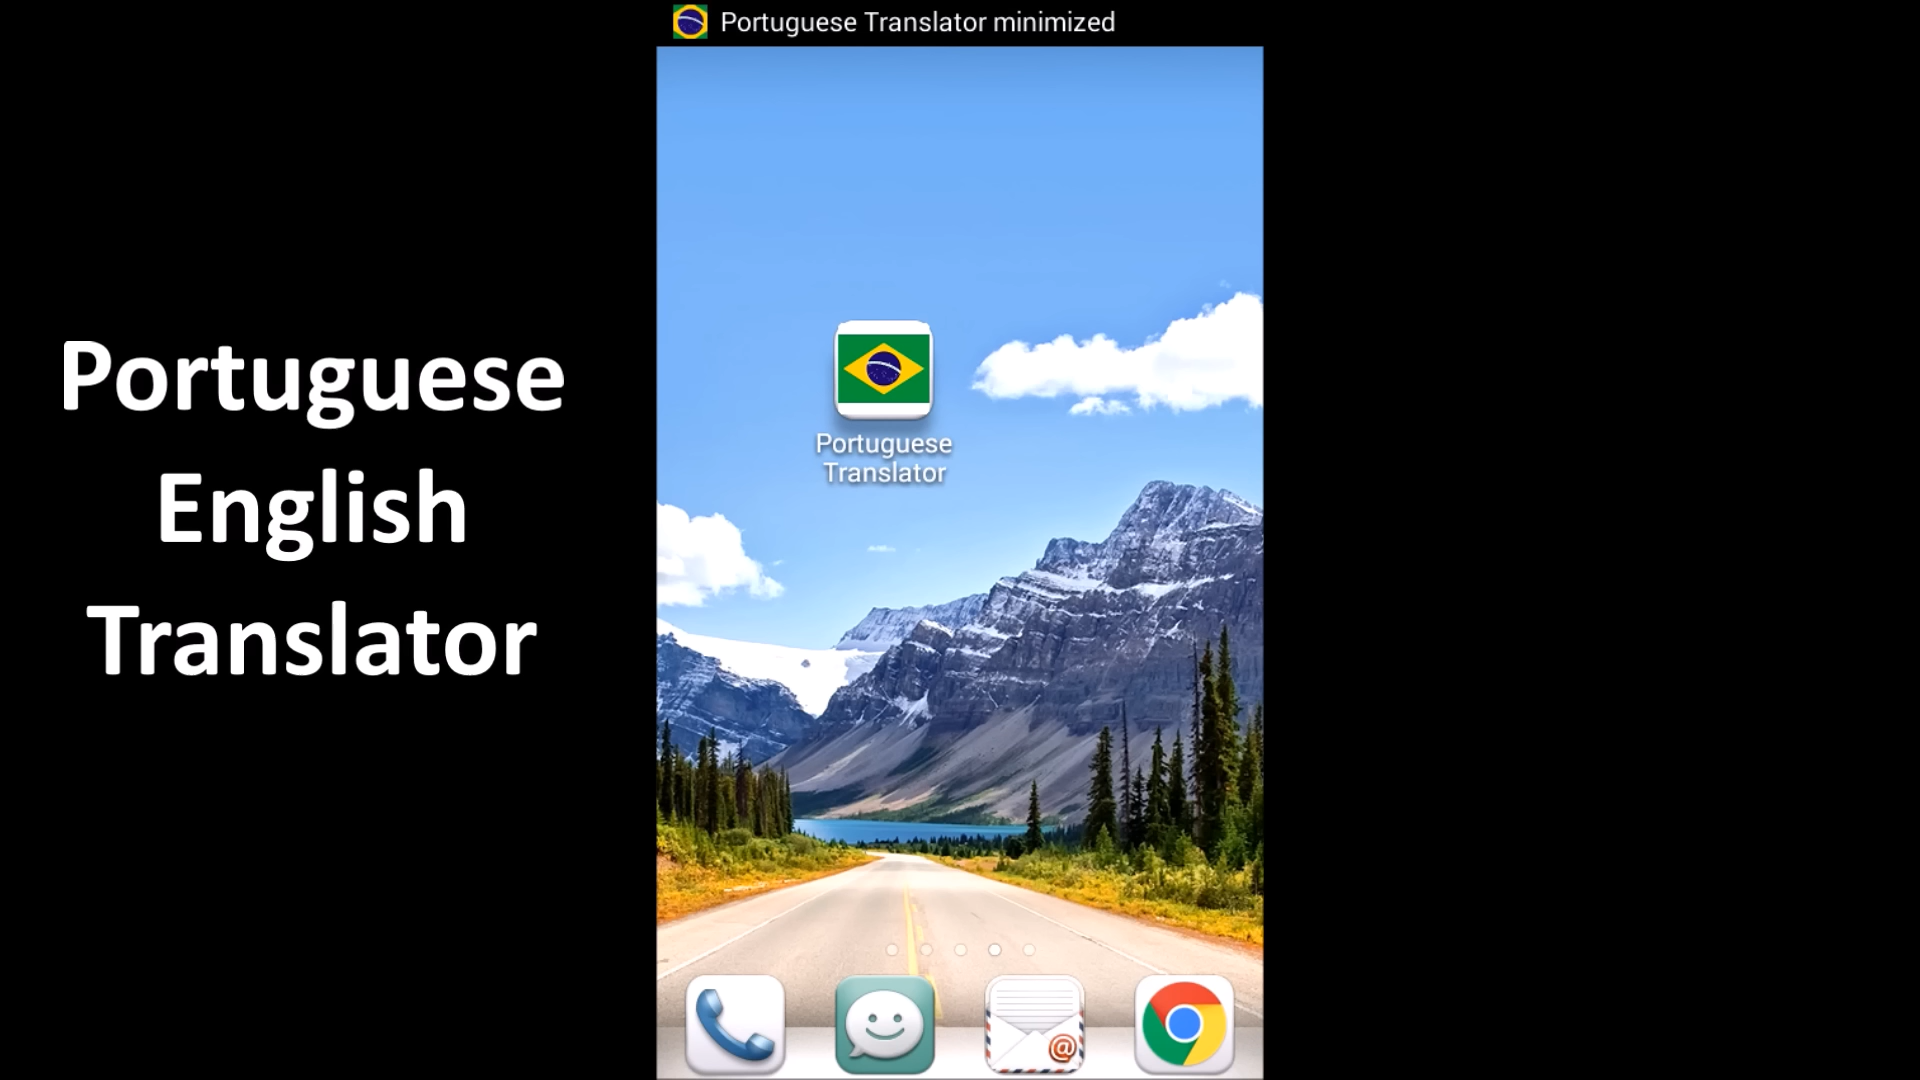 Portuguese Translator minimized
Portuguese
English
Translator
Portuguese
Translator
@